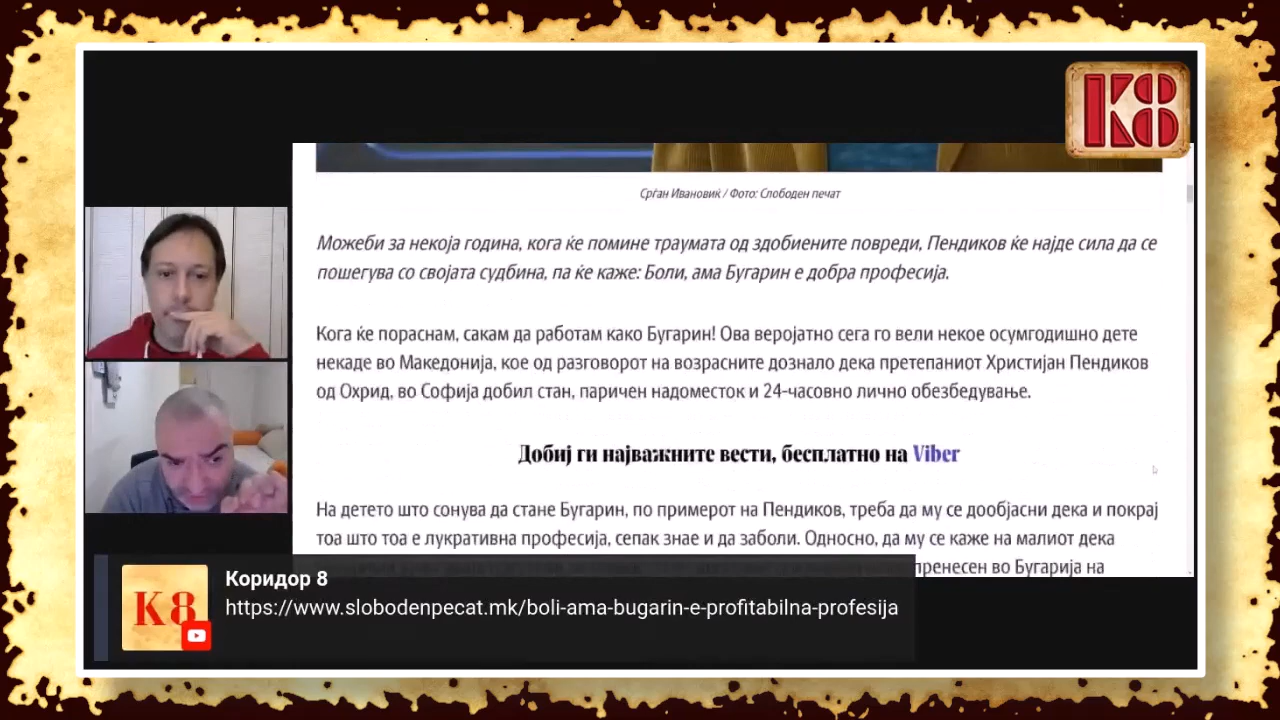 K8
Срѓан Ивановиќ / Фото: Слободен печат
Можеби за некоја година, кога ќе помине траумата од здобиените повреди, Пендиков ќе најде сила да се
пошегува со својата судбина, па ќе каже: Боли, ама Бугарин е добра професија.
Кога ќе пораснам, сакам да работам како Бугарин! Ова веројатно сега го вели некое осумгодишно дете
некаде во Македонија, кое од разговорот на возрасните дознало дека претепаниот Христијан Пендиков
од Охрид, во Софија добил стан, паричен надоместок и 24-часовно лично обезбедување.
Добиј ги најважните вести, бесплатно на Viber
На детето што сонува да стане Бугарин, по примерот на Пендиков, треба да му се дообјасни дека и покрај
тоа што тоа е лукративна професија, сепак знае и да заболи. Односно, да му се каже на малиот дека
пренесен во Бугарија на
K8
Коридор 8
https://www.slobodenpecat.mk/boli-ama-bugarin-e-profitabilna-profesija